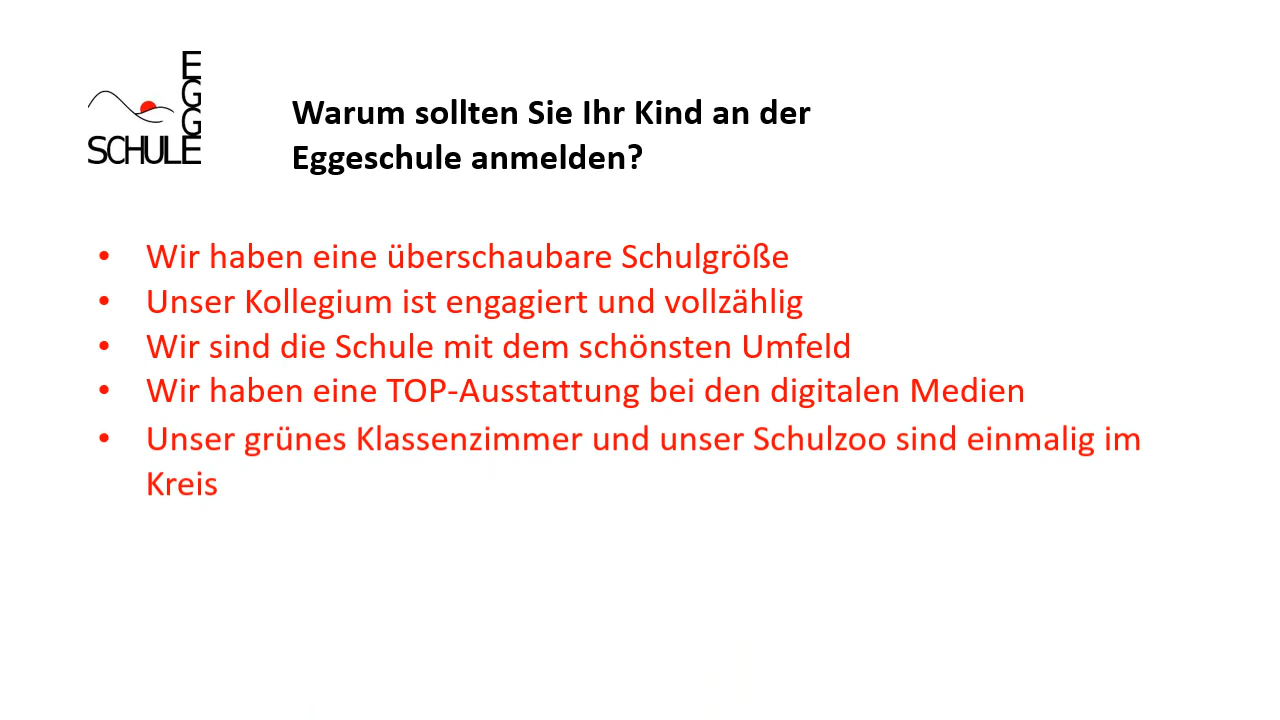 EGGE
SCHULE
Warum sollten Sie Ihr Kind an der
Eggeschule anmelden?
• Wir haben eine überschaubare Schulgröße
• Unser Kollegium ist engagiert und vollzählig
• Wir sind die Schule mit dem schönsten Umfeld
• Wir haben eine TOP-Ausstattung bei den digitalen Medien
• Unser grünes Klassenzimmer und unser Schulzoo sind einmalig im
Kreis